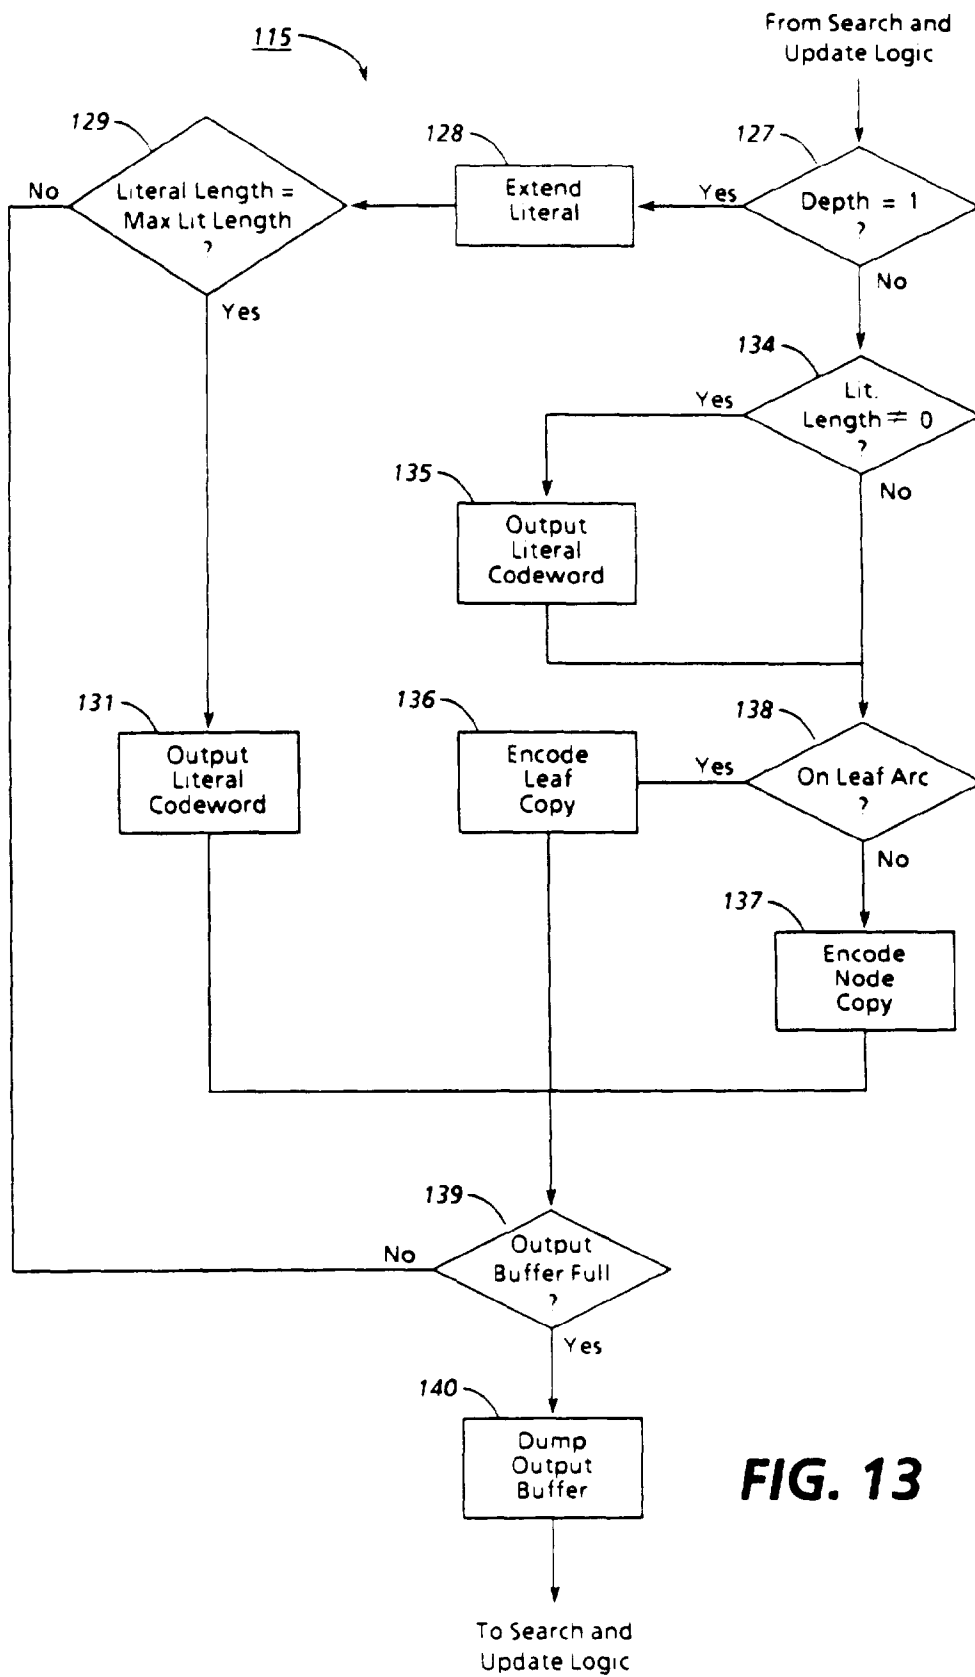 115
From Search and
Update Logic
129
No
Literal Length =
Max Lit Length
?
Yes
128
Extend
Literal
Yes
127
Depth = 1
?
No
134
Lit.
Length ≠ 0
?
Yes
No
135
Output
Literal
Codeword
131
Output
Literal
Codeword
136
Encode
Leaf
Copy
Yes
138
On Leaf Arc
?
No
137
Encode
Node
Copy
139
No
Output
Buffer Full
?
Yes
140
Dump
Output
Buffer
FIG. 13
To Search and
Update Logic